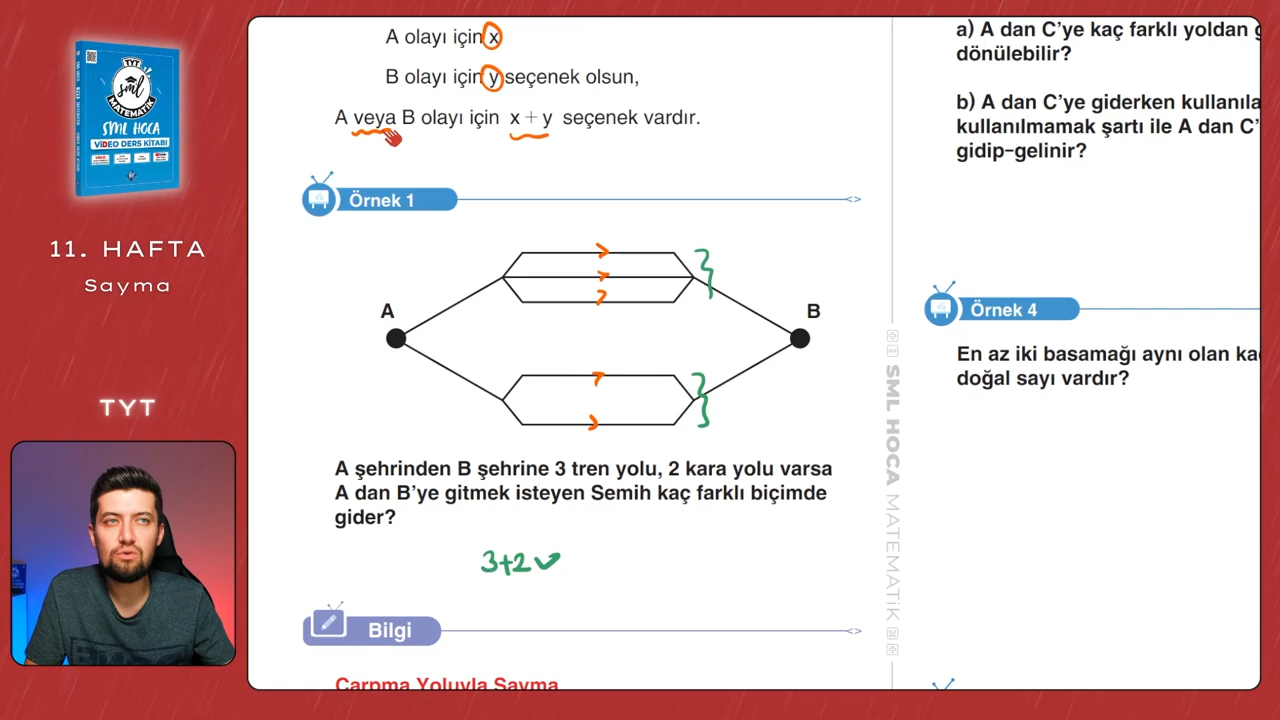 TYT
sml
MATEMATİK
SML HOCA
VİDEO DERS KİTABI
11. HAFTA
Sayma
TYT
A olayı için x
B olayı için y seçenek olsun,
A veya B olayı için x + y seçenek vardır.
Örnek 1
A
B
A şehrinden B şehrine 3 tren yolu, 2 kara yolu varsa
A dan B'ye gitmek isteyen Semih kaç farklı biçimde
gider?
3+2
Bilgi
Çarpma Yoluyla Sayma
SML HOCA MATEMATİK
a) A dan C'ye kaç farklı yoldan g
dönülebilir?
b) A dan C'ye giderken kullanıla
kullanılmamak şartı ile A dan C'
gidip-gelinir?
Örnek 4
En az iki basamağı aynı olan ka
doğal sayı vardır?